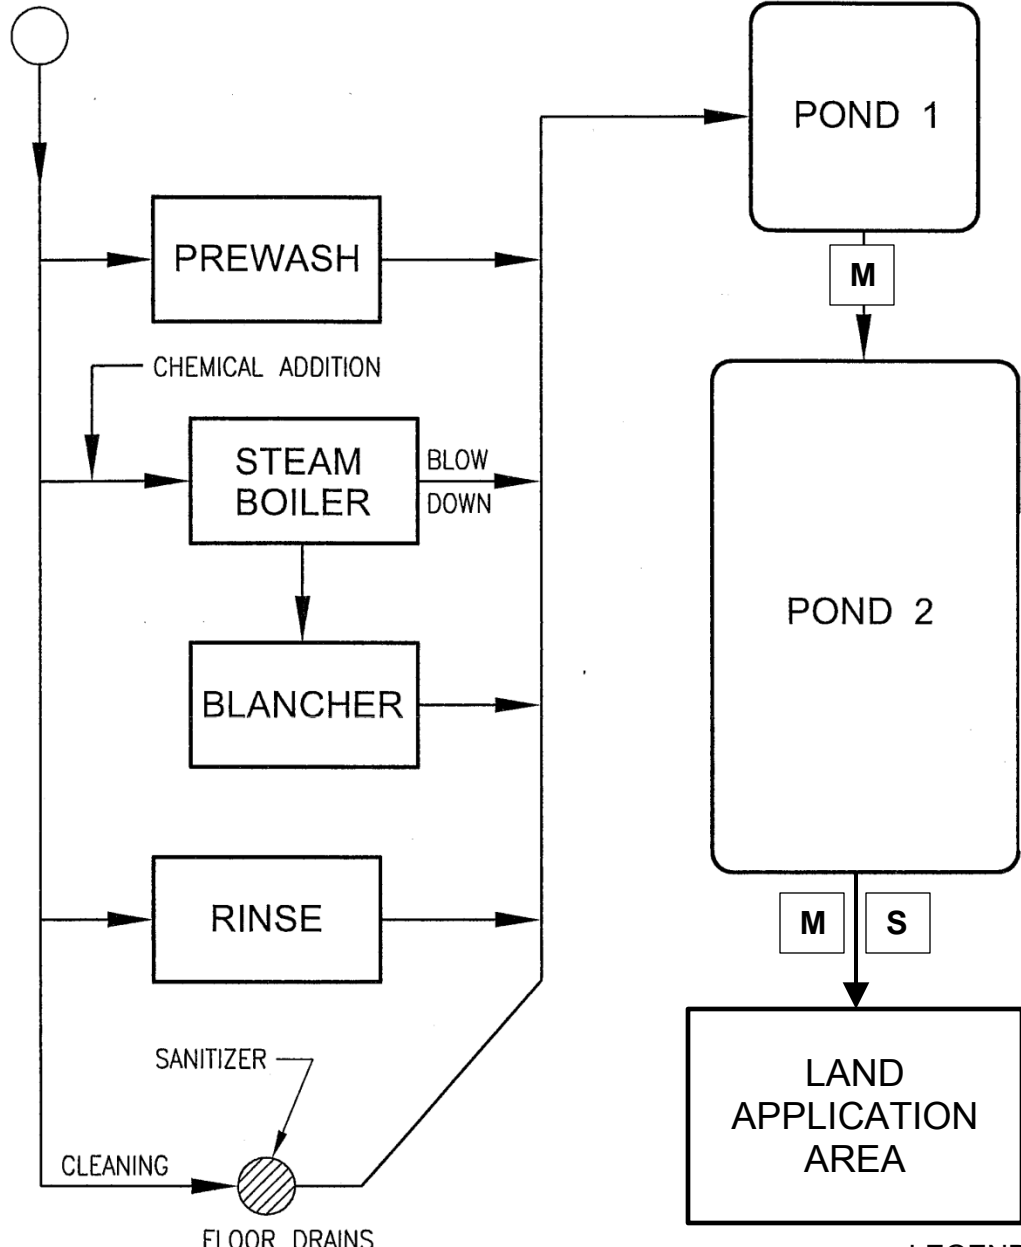 POND 1
PREWASH
M
CHEMICAL ADDITION
STEAM
BOILER
BLOW
DOWN
POND 2
BLANCHER
RINSE
M
S
SANITIZER
LAND
APPLICATION
AREA
CLEANING
FLOOR DRAINS
LEGEND